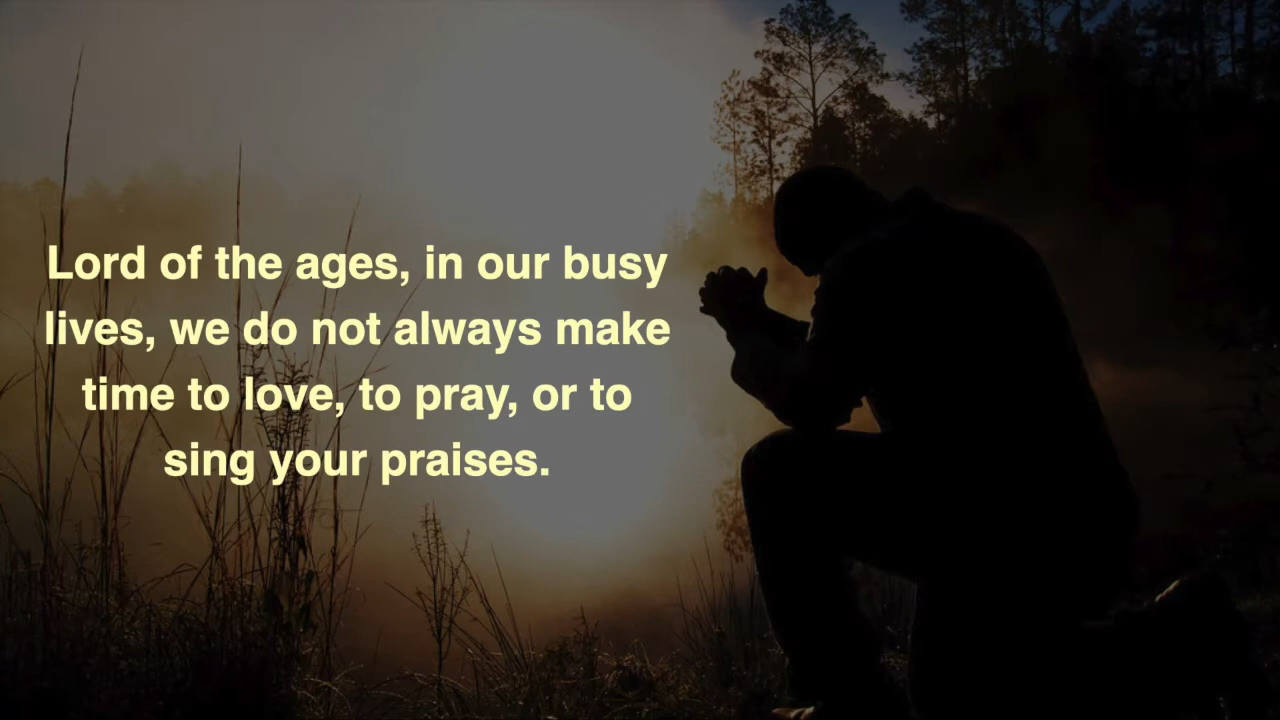 Lord of the ages, in our busy
lives, we do not always make
time to love, to pray, or to
sing your praises.